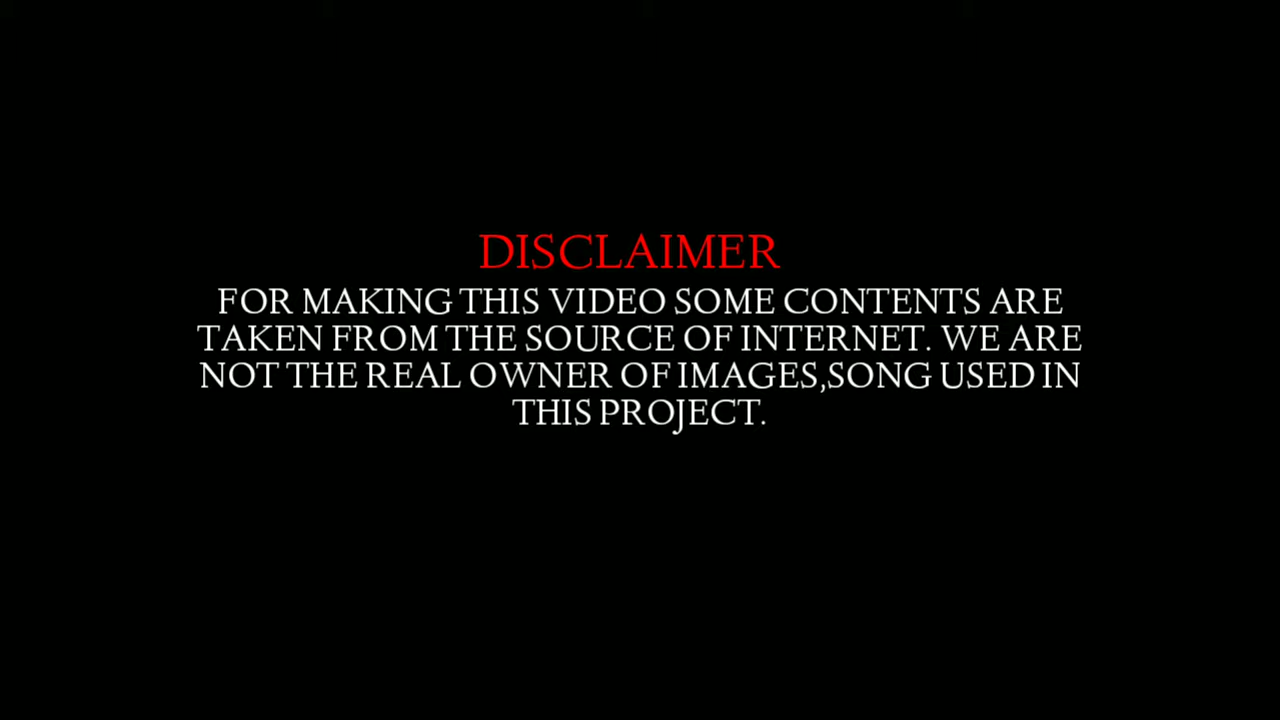 DISCLAIMER
FOR MAKING THIS VIDEO SOME CONTENTS ARE
TAKEN FROM THE SOURCE OF INTERNET. WE ARE
NOT THE REAL OWNER OF IMAGES,SONG USED IN
THIS PROJECT.